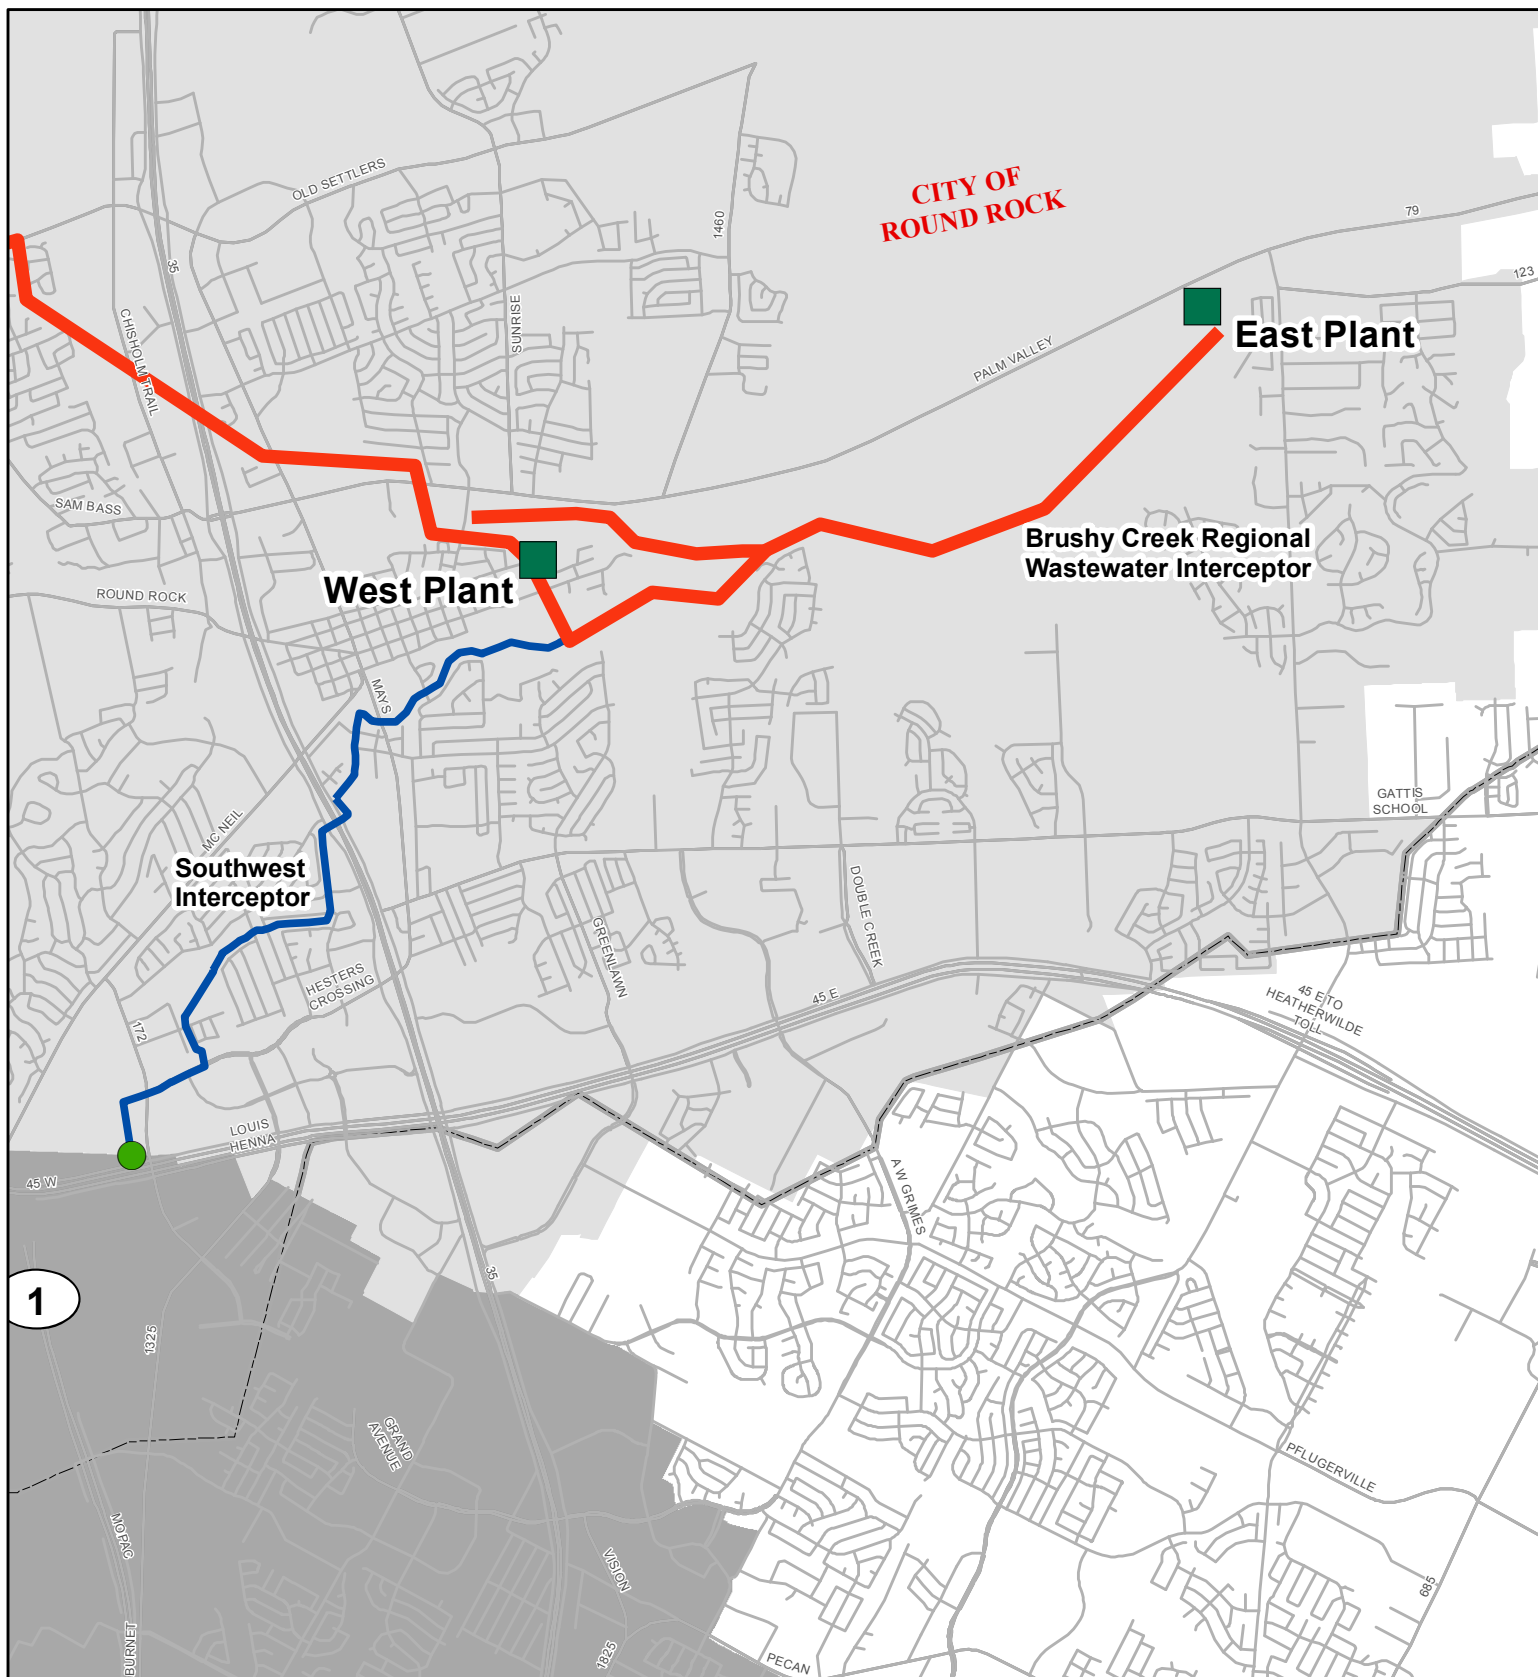 OLD SETTLERS
CITY OF
ROUND ROCK
1460
79
35
123
CHISHOLM TRAIL
SUNRISE
East Plant
PALM VALLEY
SAM BASS
Brushy Creek Regional
Wastewater Interceptor
West Plant
ROUND ROCK
MAYS
GATTIS
SCHOOL
MC NEIL
Southwest
Interceptor
DOUBLE CREEK
GREENLAWN
HESTERS
CROSSING
45 E
45 E TO
HEATHERWILDE
TOLL
172
LOUIS
HENNA
45 W
A W GRIMES
35
1
1325
GRAND
AVENUE
PFLUGERVILLE
MOPAC
VISION
685
BURNET
1825
PECAN